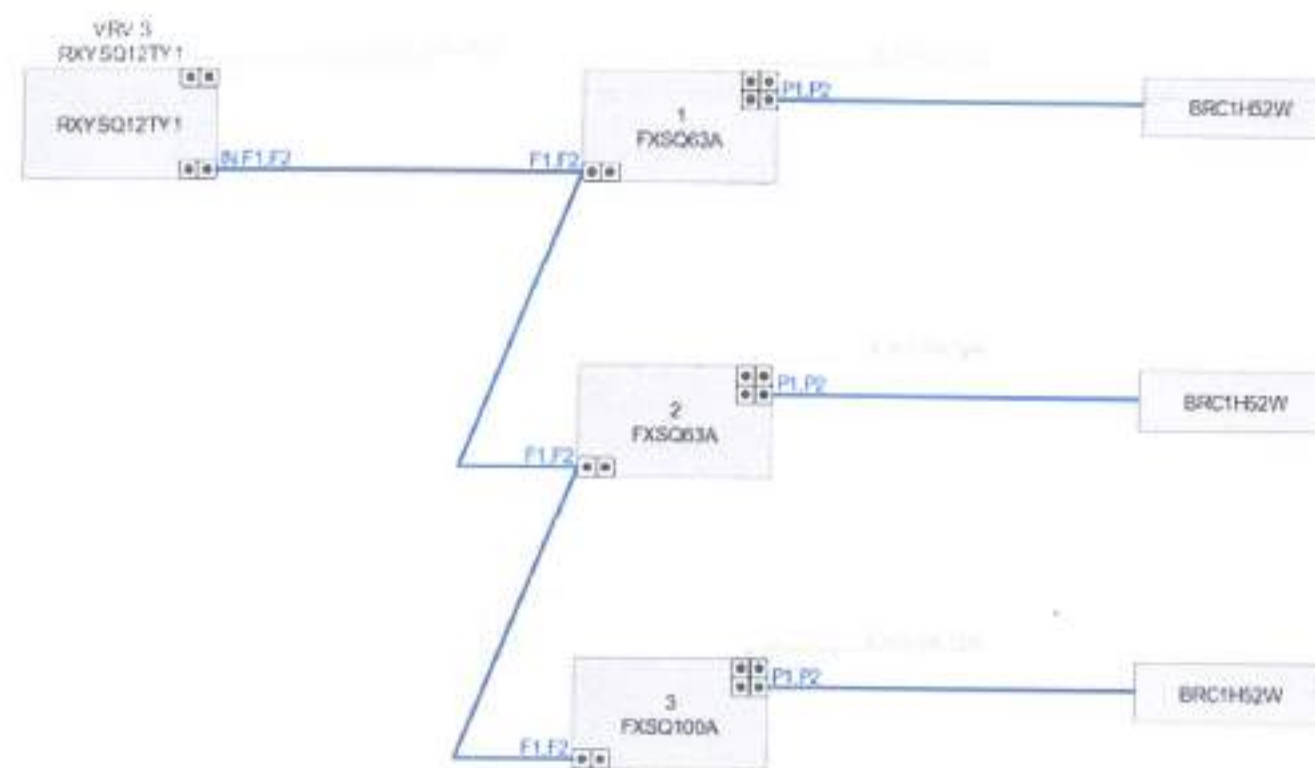 VRV 3
RXYSQ12TY1
RXYSQ12TY1
IN.F1,F2
F1,F2
1
FXSQ63A
P1,P2
BRC1H52W
F1,F2
2
FXSQ63A
P1,P2
BRC1H52W
F1,F2
3
FXSQ100A
P1,P2
BRC1H52W